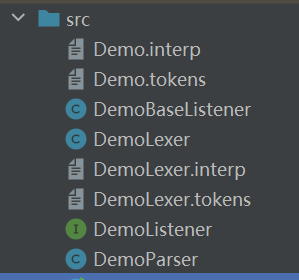 src
Demo.interp
Demo.tokens
DemoBaseListener
DemoLexer
DemoLexer.interp
DemoLexer.tokens
DemoListener
DemoParser